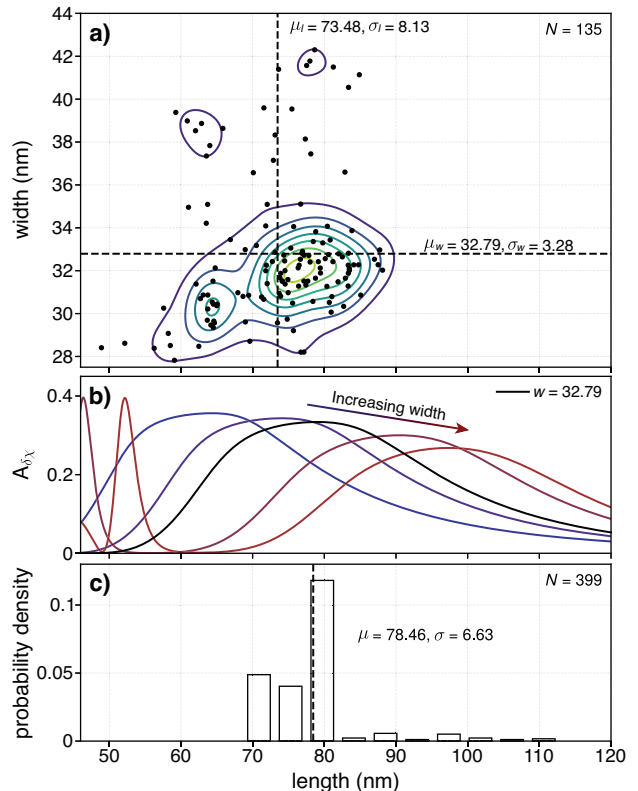 a)
μl = 73.48, σl = 8.13
N = 135
44
42
40
38
36
34
32
30
28
width (nm)
μw = 32.79, σw = 3.28
b)
Increasing width
w = 32.79
0.4
0.2
0
Aδχ
c)
N = 399
μ = 78.46, σ = 6.63
0.1
0.05
0
probability density
50 60 70 80 90 100 110 120
length (nm)